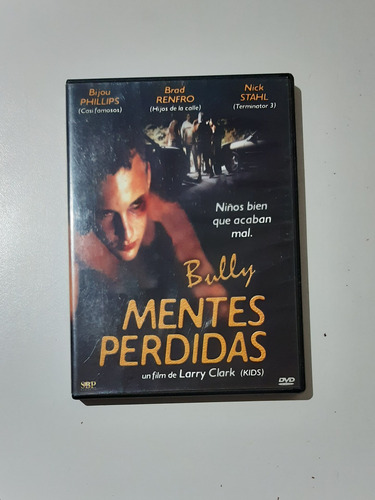 Bijou
PHILLIPS
(Casi famosos)
Brad
RENFRO
(Hijos de la calle)
Nick
STAHL
(Terminator 3)
Niños bien
que acaban
mal.
Bully
MENTES
PERDIDAS
un film de Larry Clark (KIDS)
DVD